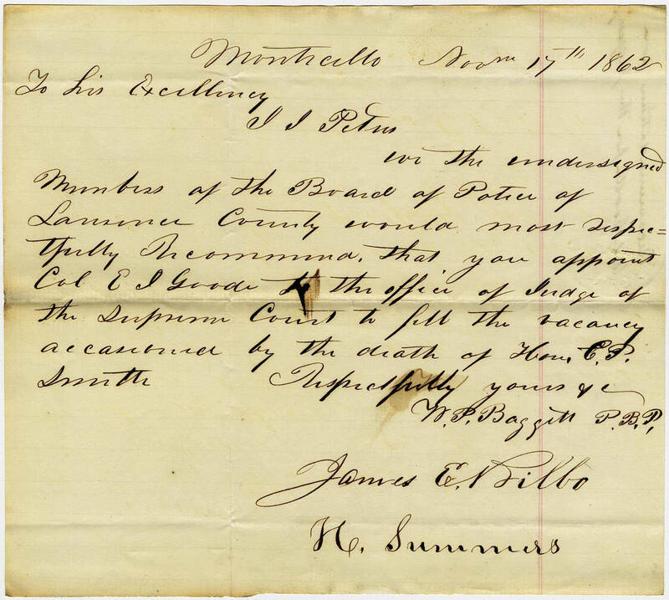 Monticello Novm 17th 1862
To his Excellency
J J Pettus
we the undersigned
Members of the Board of Police of
Lawrence County would most respec=
tfully Recommend. that you appoint
Col E J Goode to the office of Judge of
the Supreme Court to fill the vacancy
accasioned by the death of Hon. C. P.
Smith Respectfully yours &c
W. P. Baggett P. B. P,
James E. Bilbo
H. Summers